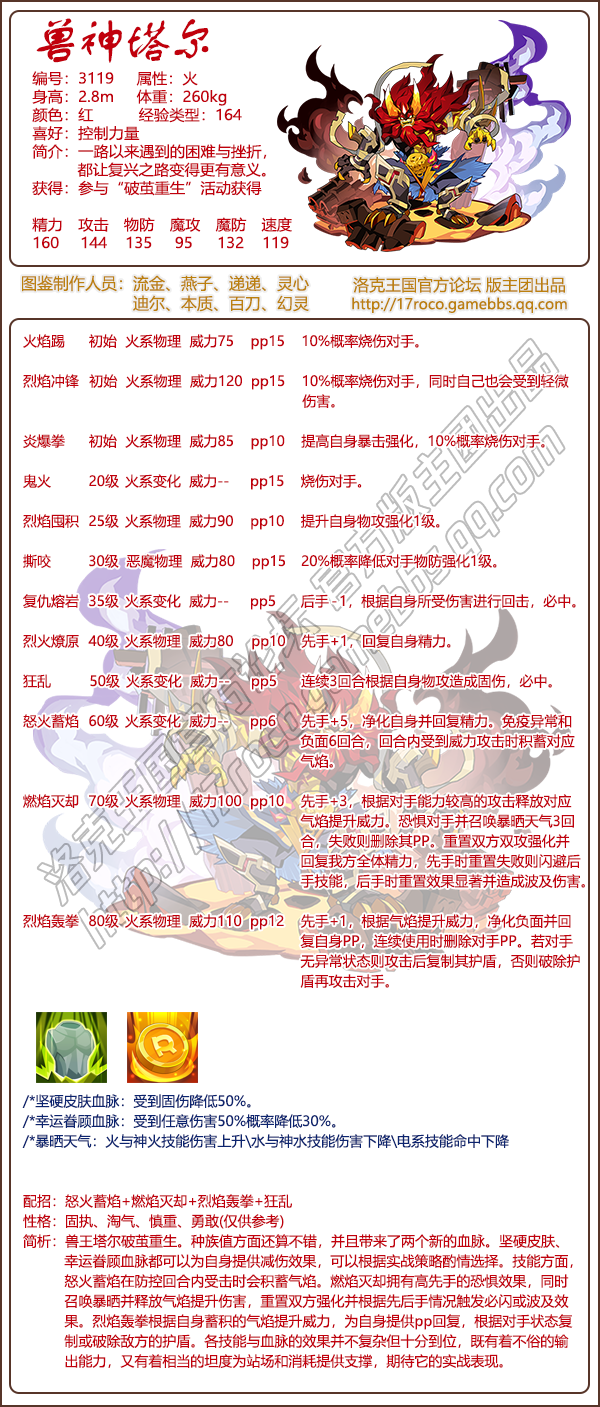 兽神塔尔
编号：3119 属性：火
身高：2.8m 体重：260kg
颜色：红 经验类型：164
喜好：控制力量
简介：一路以来遇到的困难与挫折，
都让复兴之路变得更有意义。
获得：参与“破茧重生”活动获得
精力 攻击 物防 魔攻 魔防 速度
160 144 135 95 132 119
图鉴制作人员：流金、燕子、递递、灵心 洛克王国官方论坛 版主团出品
迪尔、本质、百刀、幻灵 http://17roco.gamebbs.qq.com
火焰踢 初始 火系物理 威力75 pp15 10%概率烧伤对手。
烈焰冲锋 初始 火系物理 威力120 pp15 10%概率烧伤对手，同时自己也会受到轻微
伤害。
炎爆拳 初始 火系物理 威力85 pp10 提高自身暴击强化，10%概率烧伤对手。
鬼火 20级 火系变化 威力-- pp15 烧伤对手。
烈焰囤积 25级 火系物理 威力90 pp10 提升自身物攻强化1级。
撕咬 30级 恶魔物理 威力80 pp15 20%概率降低对手物防强化1级。
复仇熔岩 35级 火系变化 威力-- pp5 后手-1，根据自身所受伤害进行回击，必中。
烈火燎原 40级 火系物理 威力80 pp10 先手+1，回复自身精力。
狂乱 50级 火系变化 威力-- pp5 连续3回合根据自身物攻造成固伤，必中。
怒火蓄焰 60级 火系变化 威力-- pp6 先手+5，净化自身并回复精力。免疫异常和
负面6回合，回合内受到威力攻击时积蓄对应
气焰。
燃焰灭却 70级 火系物理 威力100 pp10 先手+3，根据对手能力较高的攻击释放对应
气焰提升威力。恐惧对手并召唤暴晒天气3回
合，失败则删除其PP。重置双方双攻强化并
回复我方全体精力，先手时重置失败则闪避后
手技能，后手时重置效果显著并造成波及伤害。
烈焰轰拳 80级 火系物理 威力110 pp12 先手+1，根据气焰提升威力，净化负面并回
复自身PP，连续使用时删除对手PP。若对手
无异常状态则攻击后复制其护盾，否则破除护
盾再攻击对手。
洛克王国官方论坛 官方版主团出品
http://17roco.gamebbs.qq.com
/*坚硬皮肤血脉：受到固伤降低50%。
/*幸运眷顾血脉：受到任意伤害50%概率降低30%。
/*暴晒天气：火与神火技能伤害上升\水与神水技能伤害下降\电系技能命中下降
配招：怒火蓄焰+燃焰灭却+烈焰轰拳+狂乱
性格：固执、淘气、慎重、勇敢(仅供参考)
简析：兽王塔尔破茧重生。种族值方面还算不错，并且带来了两个新的血脉。坚硬皮肤、
幸运眷顾血脉都可以为自身提供减伤效果，可以根据实战策略酌情选择。技能方面，
怒火蓄焰在防控回合内受击时会积蓄气焰。燃焰灭却拥有高先手的恐惧效果，同时
召唤暴晒并释放气焰提升伤害，重置双方强化并根据先后手情况触发必闪或波及效
果。烈焰轰拳根据自身蓄积的气焰提升威力，为自身提供pp回复，根据对手状态复
制或破除敌方的护盾。各技能与血脉的效果并不复杂但十分到位，既有着不俗的输
出能力，又有着相当的坦度为站场和消耗提供支撑，期待它的实战表现。